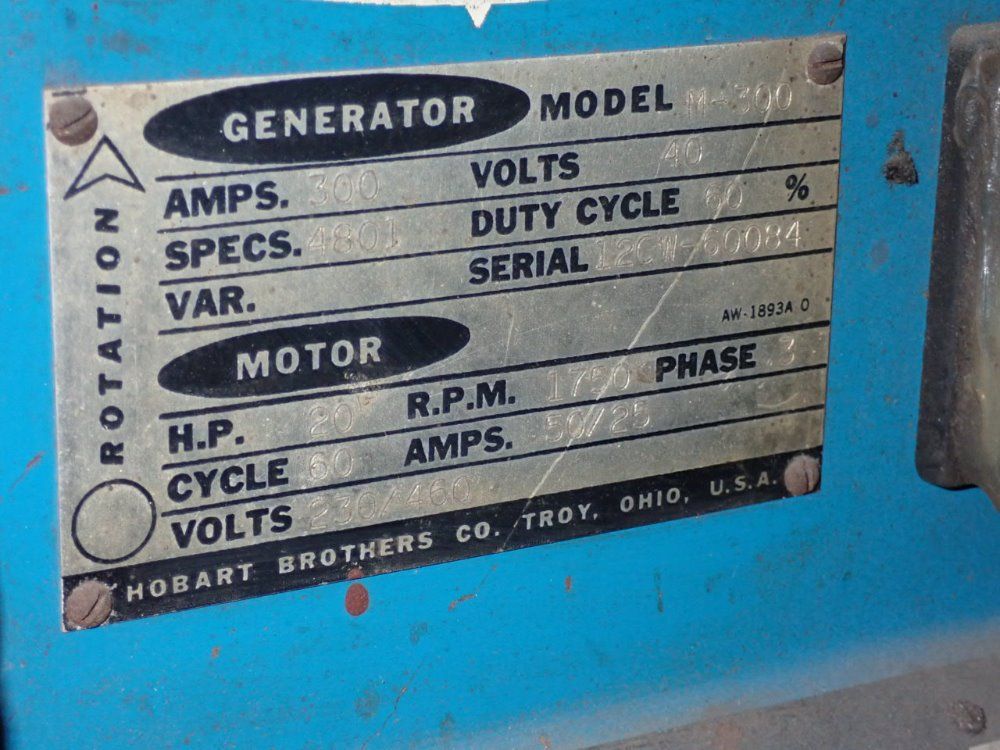 GENERATOR MODEL M-300
AMPS. 300 VOLTS 40
SPECS. 4801 DUTY CYCLE 60 %
VAR. SERIAL 12CW-60084
AW-1893A O
MOTOR
H.P. 20 R.P.M. 1750 PHASE 3
CYCLE 60 AMPS. 50/25
VOLTS 230/460
HOBART BROTHERS CO. TROY, OHIO, U.S.A.
ROTATION